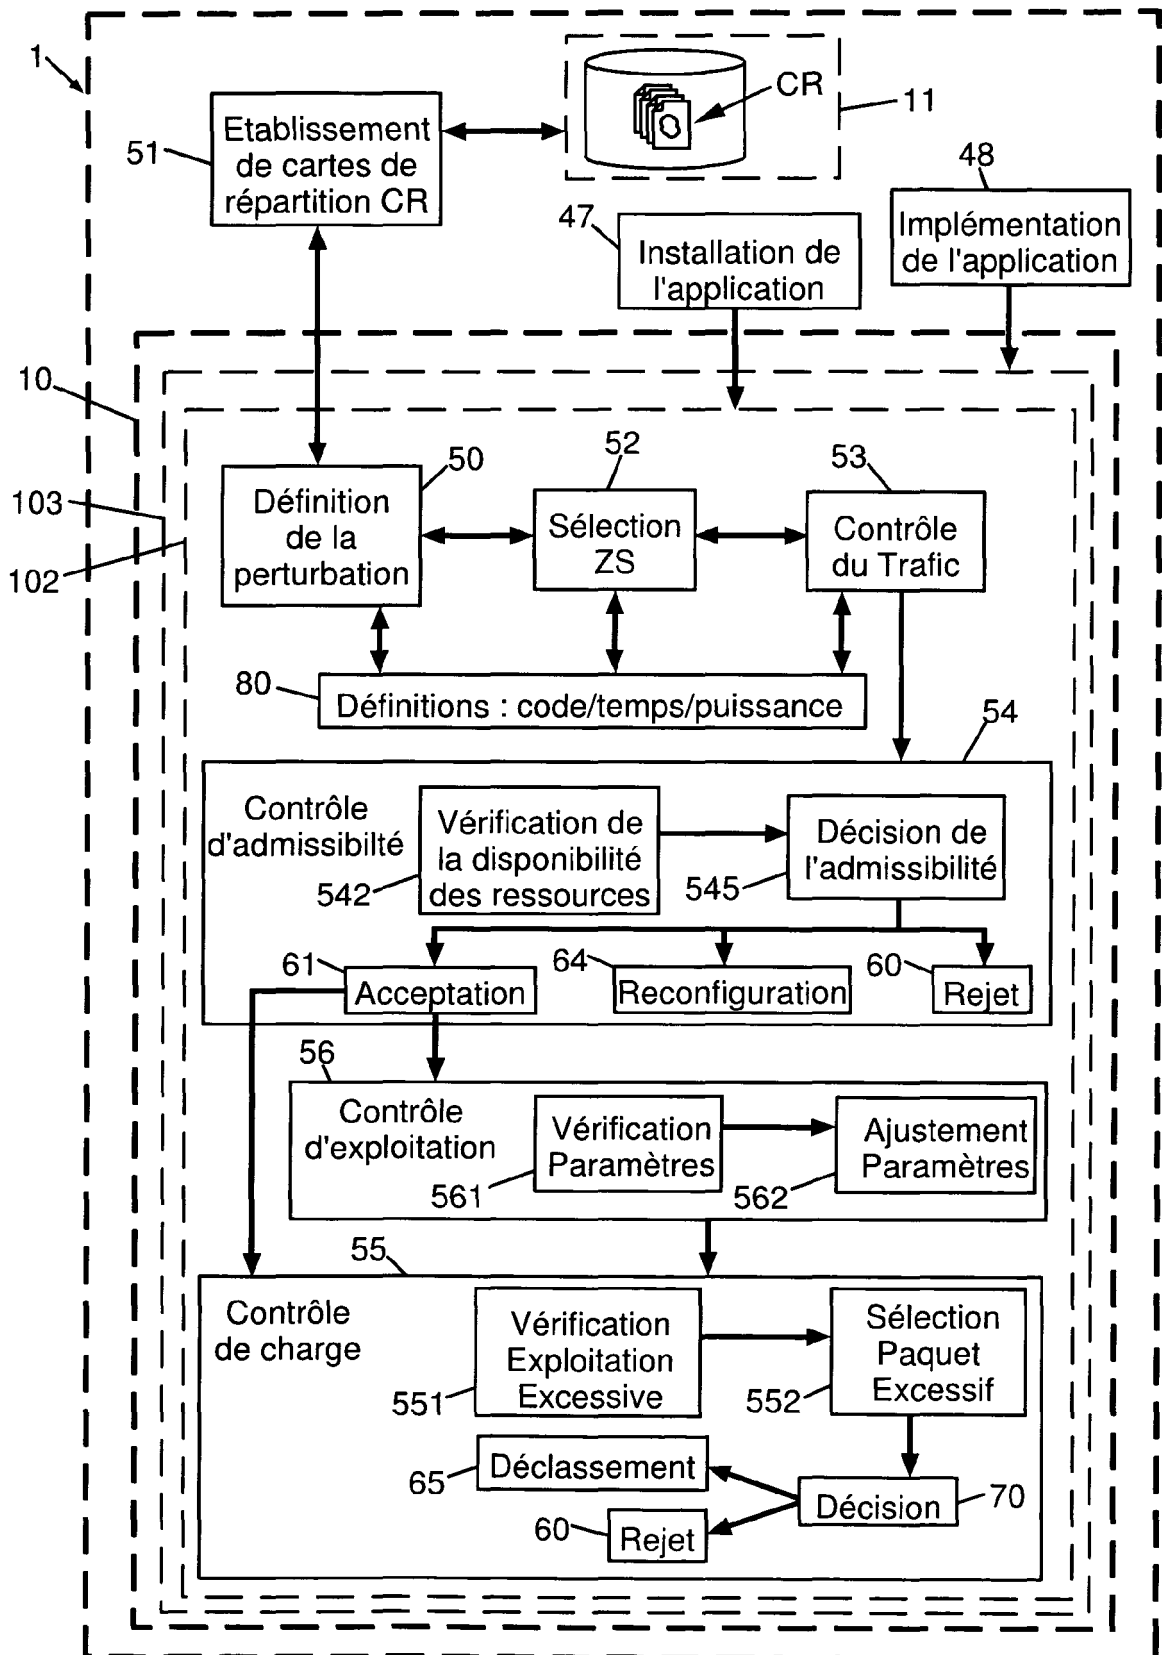 1
51
Etablissement
de cartes de
répartition CR
CR
11
47
Installation de
l'application
48
Implémentation
de l'application
10
103
102
50
Définition
de la
perturbation
52
Sélection
ZS
53
Contrôle
du Trafic
80
Définitions : code/temps/puissance
54
Contrôle
d'admissibilté
542
Vérification de
la disponibilité
des ressources
545
Décision de
l'admissibilité
61
Acceptation
64
Reconfiguration
60
Rejet
56
Contrôle
d'exploitation
561
Vérification
Paramètres
562
Ajustement
Paramètres
55
Contrôle
de charge
551
Vérification
Exploitation
Excessive
552
Sélection
Paquet
Excessif
65
Déclassement
Décision
70
60
Rejet